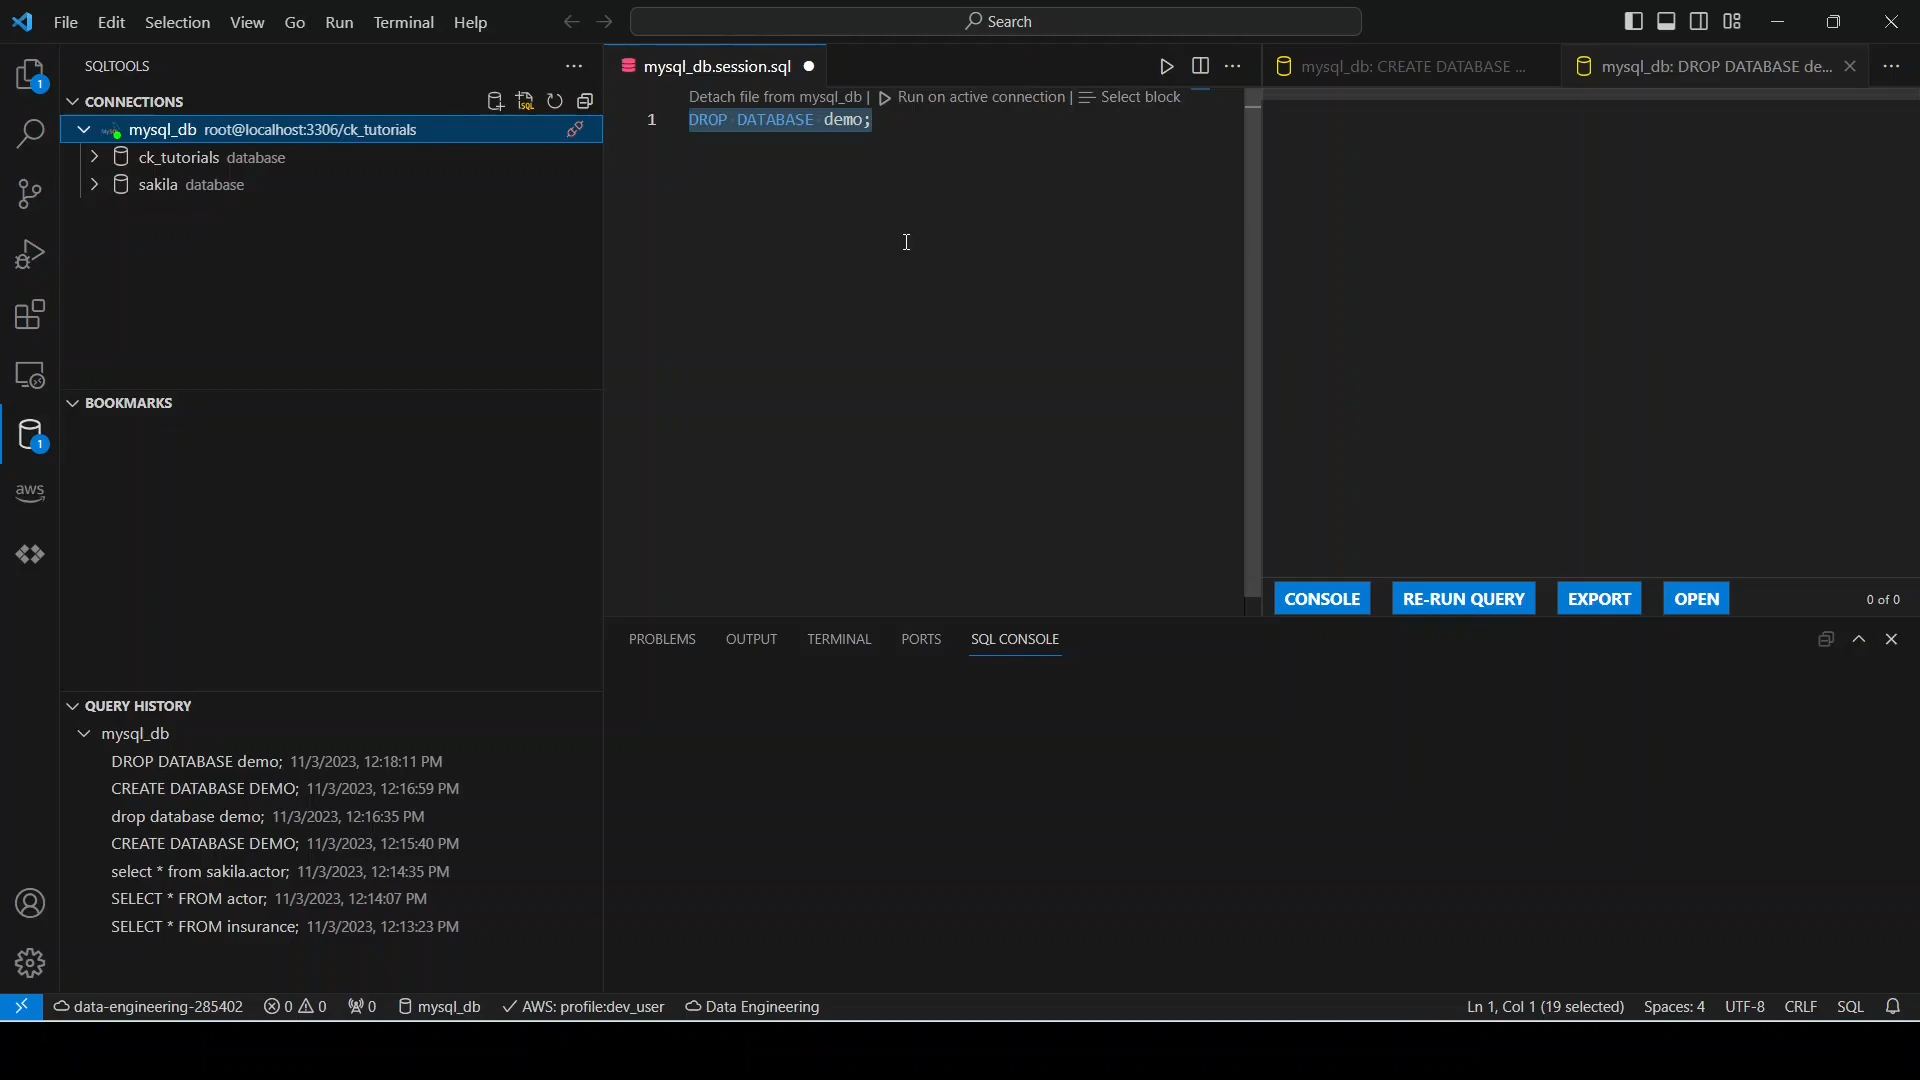 File Edit Selection View Go Run Terminal Help
Search
SQLTOOLS
CONNECTIONS
mysql_db root@localhost:3306/ck_tutorials
ck_tutorials database
sakila database
BOOKMARKS
QUERY HISTORY
mysql_db
DROP DATABASE demo; 11/3/2023, 12:18:11 PM
CREATE DATABASE DEMO; 11/3/2023, 12:16:59 PM
drop database demo; 11/3/2023, 12:16:35 PM
CREATE DATABASE DEMO; 11/3/2023, 12:15:40 PM
select * from sakila.actor; 11/3/2023, 12:14:35 PM
SELECT * FROM actor; 11/3/2023, 12:14:07 PM
SELECT * FROM insurance; 11/3/2023, 12:13:23 PM
1
1
aws
mysql_db.session.sql
Detach file from mysql_db | Run on active connection | Select block
1 DROP DATABASE demo;
mysql_db: CREATE DATABASE ...
mysql_db: DROP DATABASE de...
CONSOLE RE-RUN QUERY EXPORT OPEN 0 of 0
PROBLEMS OUTPUT TERMINAL PORTS SQL CONSOLE
data-engineering-285402 0 0 0 mysql_db AWS: profile:dev_user Data Engineering Ln 1, Col 1 (19 selected) Spaces: 4 UTF-8 CRLF SQL